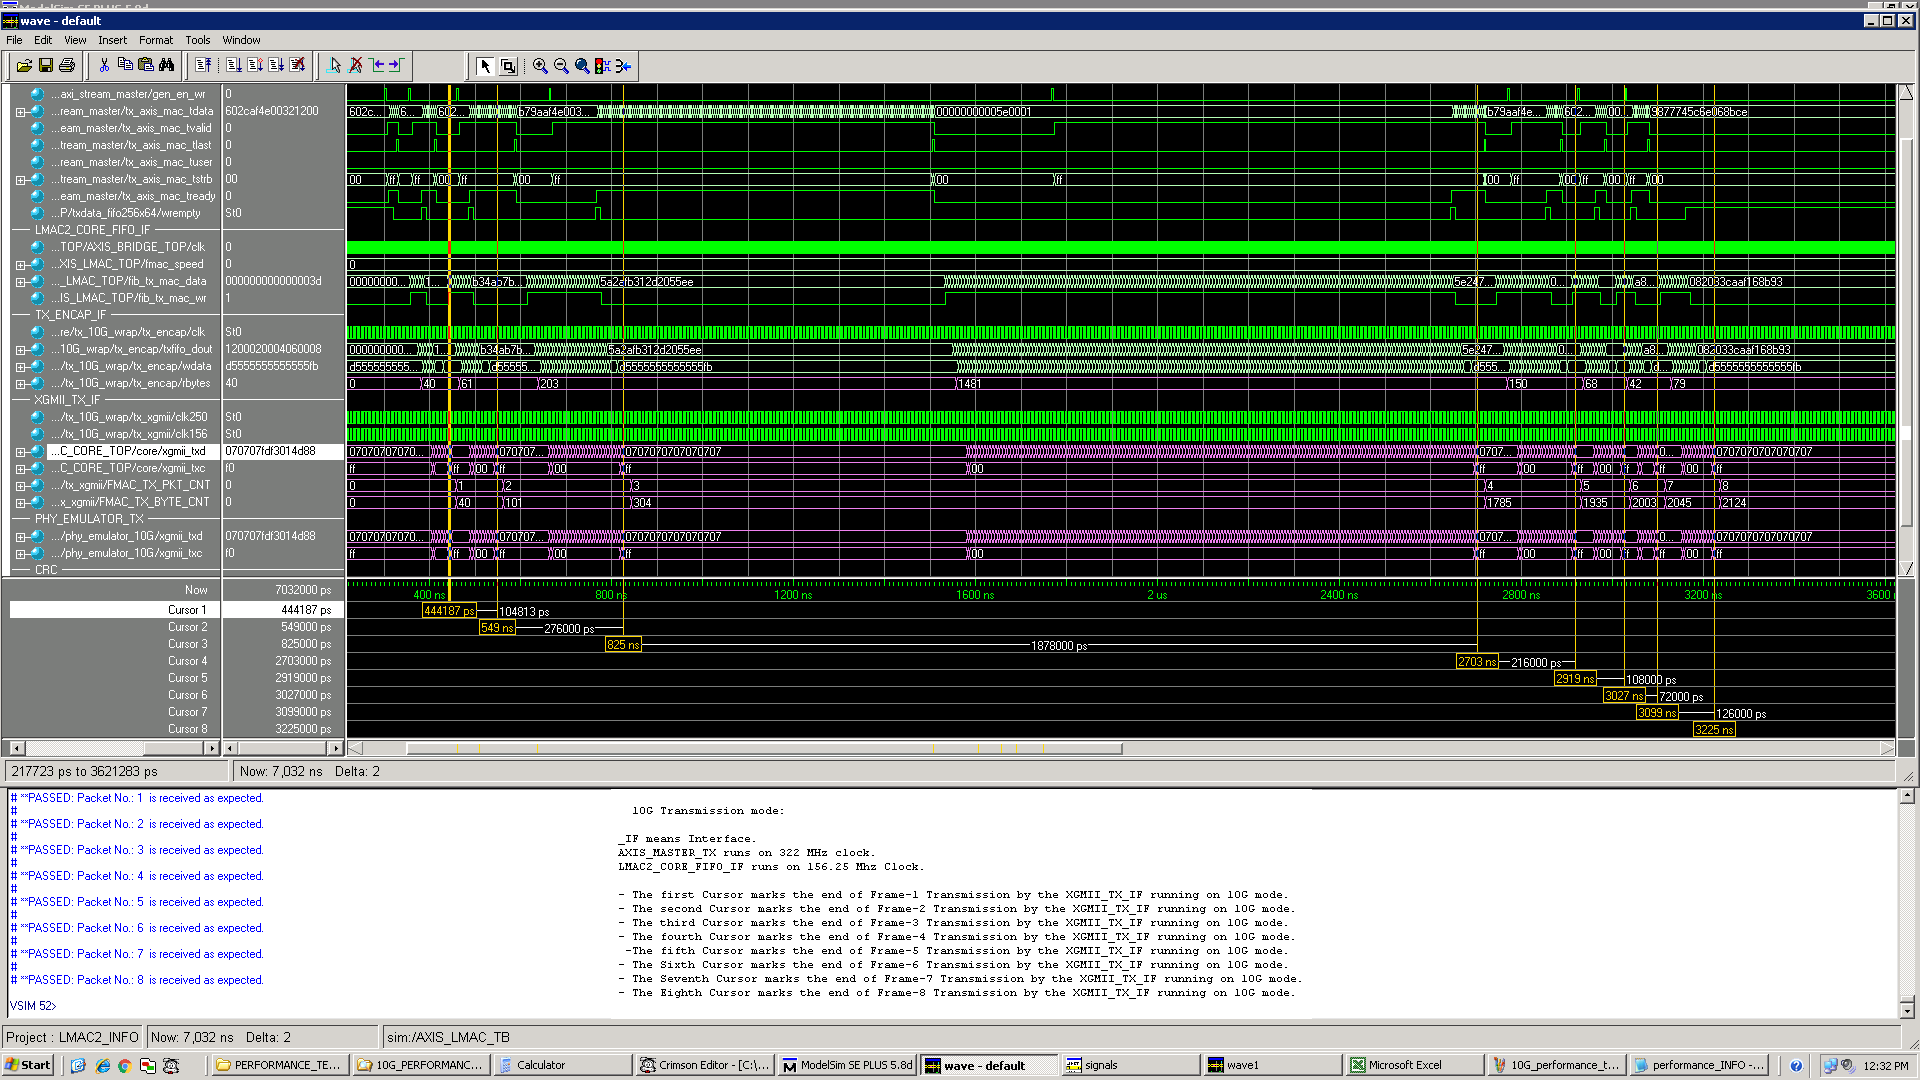 ModelSim SE PLUS 5.8d
wave - default
File Edit View Insert Format Tools Window
...axi_stream_master/gen_en_wr 0
...ream_master/tx_axis_mac_tdata 602caf4e00321200 602c... 6... 602... b79aaf4e003... 00000000005e0001 b79aaf4e... 602... 00... 9877745c6e068bce
...eam_master/tx_axis_mac_tvalid 0
...tream_master/tx_axis_mac_tlast 0
...ream_master/tx_axis_mac_tuser 0
...tream_master/tx_axis_mac_tstrb 00 00 ff ff 00 ff 00 ff 00 ff 00 ff 00 ff 00 ff 00
...eam_master/tx_axis_mac_tready 0
...P/txdata_fifo256x64/wrempty St0
LMAC2_CORE_FIFO_IF
...TOP/AXIS_BRIDGE_TOP/clk 0
...XIS_LMAC_TOP/fmac_speed 0 0
..._LMAC_TOP/fib_tx_mac_data 000000000000003d 00000000... 1... b34ab7b... 5a2afb312d2055ee 5e247... 0... a8... 082033caaf168b93
...IS_LMAC_TOP/fib_tx_mac_wr 1
TX_ENCAP_IF
...re/tx_10G_wrap/tx_encap/clk St0
...10G_wrap/tx_encap/txfifo_dout 1200020004060008 000000000... 1... b34ab7b... 5a2afb312d2055ee 5e247... 0... a8... 082033caaf168b93
.../tx_10G_wrap/tx_encap/wdata d5555555555555fb d555555555... d55555... d5555555555555fb d555... d... d5555555555555fb
.../tx_10G_wrap/tx_encap/rbytes 40 0 40 61 203 1481 150 68 42 79
XGMII_TX_IF
.../tx_10G_wrap/tx_xgmii/clk250 St0
.../tx_10G_wrap/tx_xgmii/clk156 St0
...C_CORE_TOP/core/xgmii_txd 070707fdf3014d88 07070707070... 070707... 0707070707070707 0707... 0... 0707070707070707
...C_CORE_TOP/core/xgmii_txc f0 ff ff 00 ff 00 ff 00 ff 00 ff 00 ff ff 00 ff
.../tx_xgmii/FMAC_TX_PKT_CNT 0 0 1 2 3 4 5 6 7 8
...x_xgmii/FMAC_TX_BYTE_CNT 0 0 40 101 304 1785 1935 2003 2045 2124
PHY_EMULATOR_TX
.../phy_emulator_10G/xgmii_txd 070707fdf3014d88 07070707070... 070707... 0707070707070707 0707... 0... 0707070707070707
.../phy_emulator_10G/xgmii_txc f0 ff ff 00 ff 00 ff 00 ff 00 ff 00 ff ff 00 ff
CRC
Now 7032000 ps 400 ns 800 ns 1200 ns 1600 ns 2 us 2400 ns 2800 ns 3200 ns 3600 n
Cursor 1 444187 ps 444187 ps 104813 ps
Cursor 2 549000 ps 549 ns 276000 ps
Cursor 3 825000 ps 825 ns 1878000 ps
Cursor 4 2703000 ps 2703 ns 216000 ps
Cursor 5 2919000 ps 2919 ns 108000 ps
Cursor 6 3027000 ps 3027 ns 72000 ps
Cursor 7 3099000 ps 3099 ns 126000 ps
Cursor 8 3225000 ps 3225 ns
217723 ps to 3621283 ps Now: 7,032 ns Delta: 2
# **PASSED: Packet No.: 1 is received as expected.
#
# **PASSED: Packet No.: 2 is received as expected.
#
# **PASSED: Packet No.: 3 is received as expected.
#
# **PASSED: Packet No.: 4 is received as expected.
#
# **PASSED: Packet No.: 5 is received as expected.
#
# **PASSED: Packet No.: 6 is received as expected.
#
# **PASSED: Packet No.: 7 is received as expected.
#
# **PASSED: Packet No.: 8 is received as expected.
VSIM 52>
10G Transmission mode:
_IF means Interface.
AXIS_MASTER_TX runs on 322 MHz clock.
LMAC2_CORE_FIFO_IF runs on 156.25 Mhz Clock.
- The first Cursor marks the end of Frame-1 Transmission by the XGMII_TX_IF running on 10G mode.
- The second Cursor marks the end of Frame-2 Transmission by the XGMII_TX_IF running on 10G mode.
- The third Cursor marks the end of Frame-3 Transmission by the XGMII_TX_IF running on 10G mode.
- The fourth Cursor marks the end of Frame-4 Transmission by the XGMII_TX_IF running on 10G mode.
-The fifth Cursor marks the end of Frame-5 Transmission by the XGMII_TX_IF running on 10G mode.
- The Sixth Cursor marks the end of Frame-6 Transmission by the XGMII_TX_IF running on 10G mode.
- The Seventh Cursor marks the end of Frame-7 Transmission by the XGMII_TX_IF running on 10G mode.
- The Eighth Cursor marks the end of Frame-8 Transmission by the XGMII_TX_IF running on 10G mode.
Project : LMAC2_INFO Now: 7,032 ns Delta: 2 sim:/AXIS_LMAC_TB
Start PERFORMANCE_TE... 10G_PERFORMANC... Calculator Crimson Editor - [C:\... ModelSim SE PLUS 5.8d wave - default signals wave1 Microsoft Excel 10G_performance_t... performance_INFO -... 12:32 PM